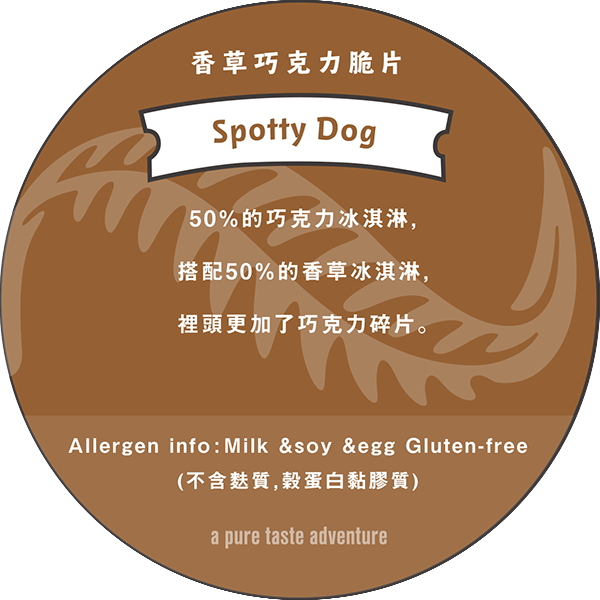 香草巧克力脆片
Spotty Dog
50%的巧克力冰淇淋,
搭配50%的香草冰淇淋,
裡頭更加了巧克力碎片。
Allergen info:Milk &soy &egg Gluten-free
(不含麩質,穀蛋白黏膠質)
a pure taste adventure